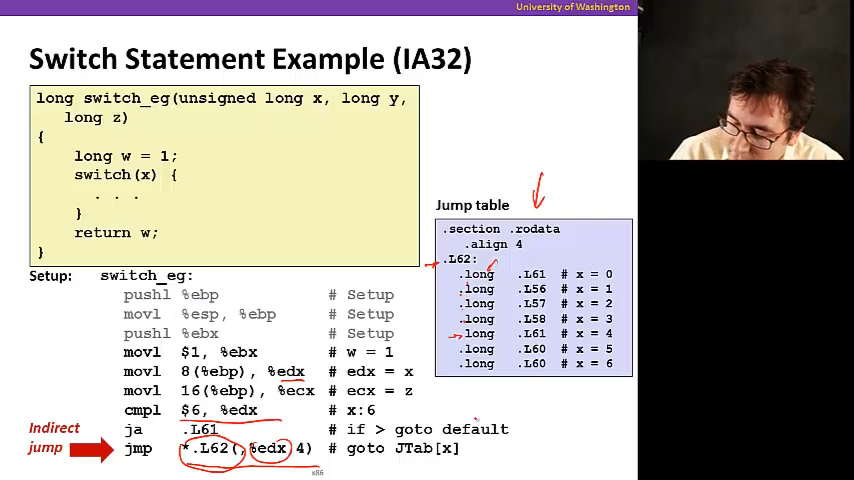 University of Washington
Switch Statement Example (IA32)
long switch_eg(unsigned long x, long y,
long z)
{
long w = 1;
switch(x) {
. . .
}
return w;
}
Jump table
.section .rodata
.align 4
.L62:
.long .L61 # x = 0
.long .L56 # x = 1
.long .L57 # x = 2
.long .L58 # x = 3
.long .L61 # x = 4
.long .L60 # x = 5
.long .L60 # x = 6
Setup: switch_eg:
pushl %ebp # Setup
movl %esp, %ebp # Setup
pushl %ebx # Setup
movl $1, %ebx # w = 1
movl 8(%ebp), %edx # edx = x
movl 16(%ebp), %ecx # ecx = z
cmpl $6, %edx # x:6
ja .L61 # if > goto default
Indirect
jump
jmp *.L62(,%edx,4) # goto JTab[x]
x86